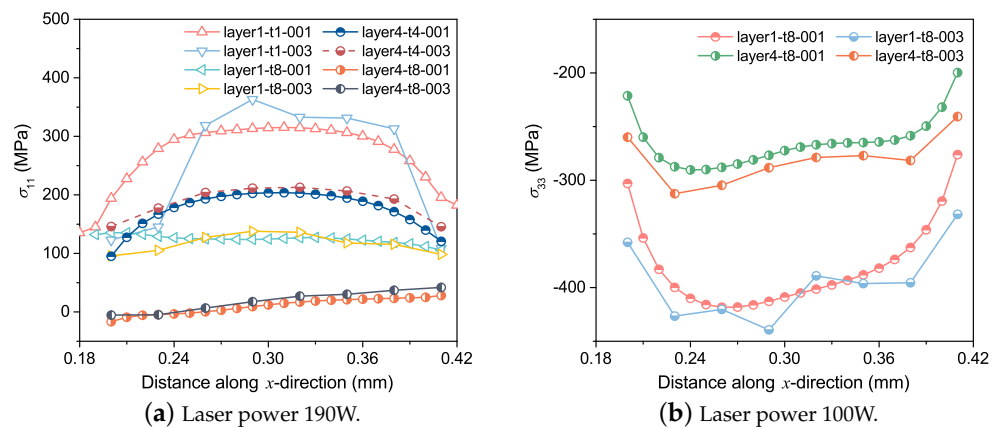 500
400
300
200
100
0
σ11 (MPa)
layer1-t1-001
layer1-t1-003
layer1-t8-001
layer1-t8-003
layer4-t4-001
layer4-t4-003
layer4-t8-001
layer4-t8-003
0.18 0.24 0.30 0.36 0.42
Distance along x-direction (mm)
(a) Laser power 190W.
-200
-300
-400
σ33 (MPa)
layer1-t8-001
layer4-t8-001
layer1-t8-003
layer4-t8-003
0.18 0.24 0.30 0.36 0.42
Distance along x-direction (mm)
(b) Laser power 100W.